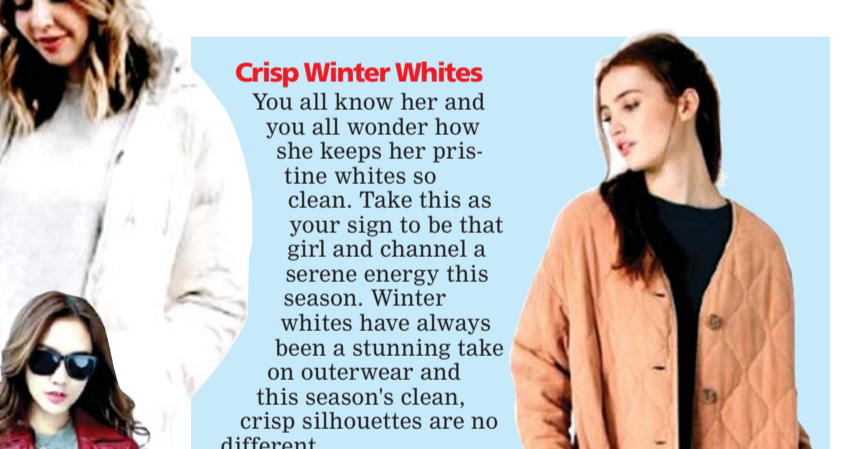 Crisp Winter Whites
You all know her and
you all wonder how
she keeps her pris-
tine whites so
clean. Take this as
your sign to be that
girl and channel a
serene energy this
season. Winter
whites have always
been a stunning take
on outerwear and
this season's clean,
crisp silhouettes are no
different